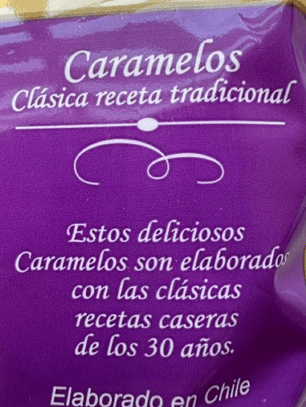 Caramelos
Clásica receta tradicional
Estos deliciosos
Caramelos son elaborados
con las clásicas
recetas caseras
de los 30 años.
Elaborado en Chile